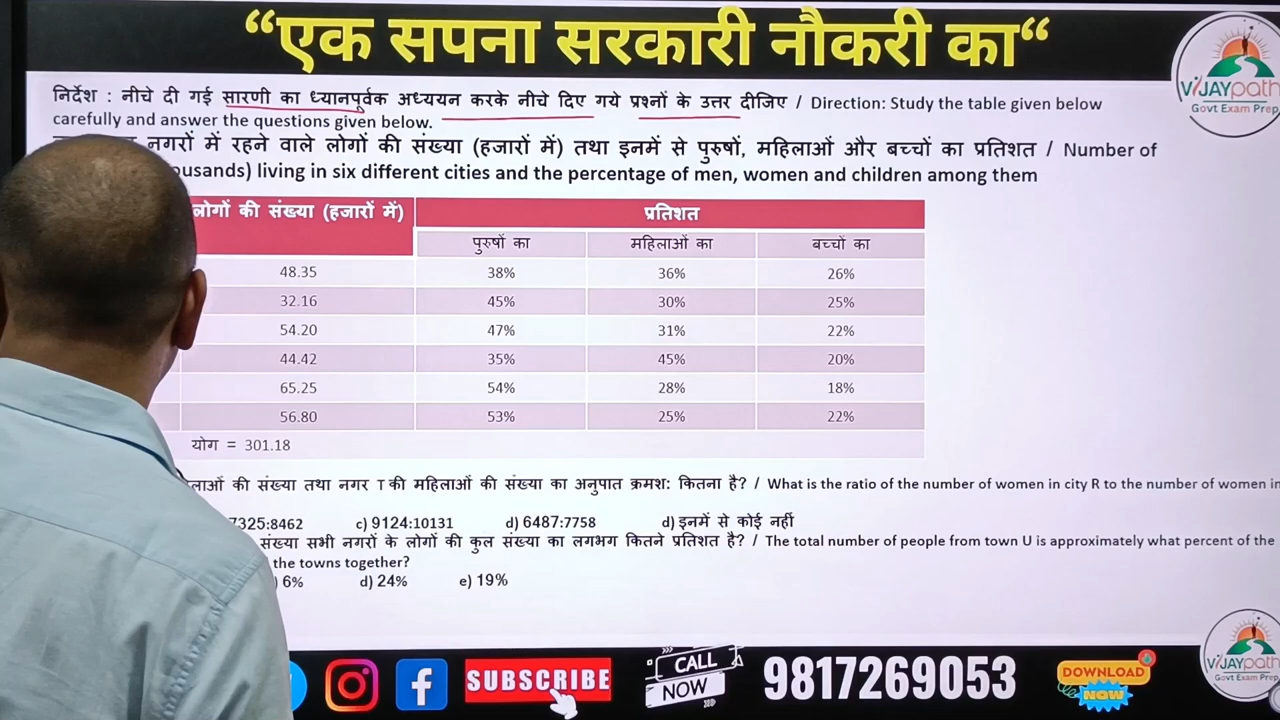 “एक सपना सरकारी नौकरी का“
ViJAYpath
Govt Exam Prep
निर्देश : नीचे दी गई सारणी का ध्यानपूर्वक अध्ययन करके नीचे दिए गये प्रश्नों के उत्तर दीजिए / Direction: Study the table given below
carefully and answer the questions given below.
नगरों में रहने वाले लोगों की संख्या (हजारों में) तथा इनमें से पुरुषों, महिलाओं और बच्चों का प्रतिशत / Number of
living in six different cities and the percentage of men, women and children among them
लोगों की संख्या (हजारों में) प्रतिशत
पुरुषों का महिलाओं का बच्चों का
48.35 38% 36% 26%
32.16 45% 30% 25%
54.20 47% 31% 22%
44.42 35% 45% 20%
65.25 54% 28% 18%
56.80 53% 25% 22%
योग = 301.18
की संख्या तथा नगर T की महिलाओं की संख्या का अनुपात क्रमश: कितना है? / What is the ratio of the number of women in city R to the number of women in
7325:8462 c) 9124:10131 d) 6487:7758 d) इनमें से कोई नहीं
संख्या सभी नगरों के लोगों की कुल संख्या का लगभग कितने प्रतिशत है? / The total number of people from town U is approximately what percent of the
the towns together?
) 6% d) 24% e) 19%
SUBSCRIBE
CALL
NOW
9817269053
DOWNLOAD
NOW
ViJAYpath
Govt Exam Prep